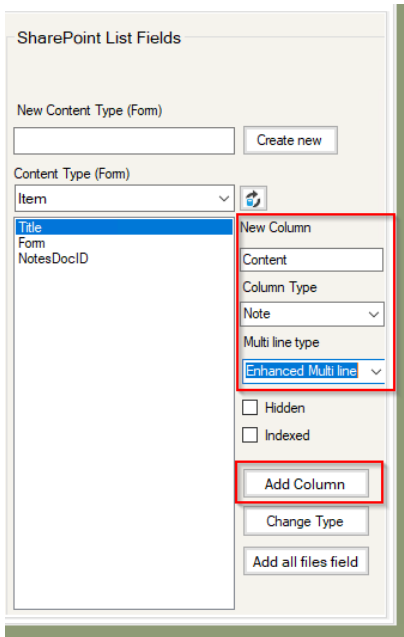 SharePoint List Fields
New Content Type (Form)
Create new
Content Type (Form)
Item
Title
Form
NotesDocID
New Column
Content
Column Type
Note
Multi line type
Enhanced Multi line
Hidden
Indexed
Add Column
Change Type
Add all files field